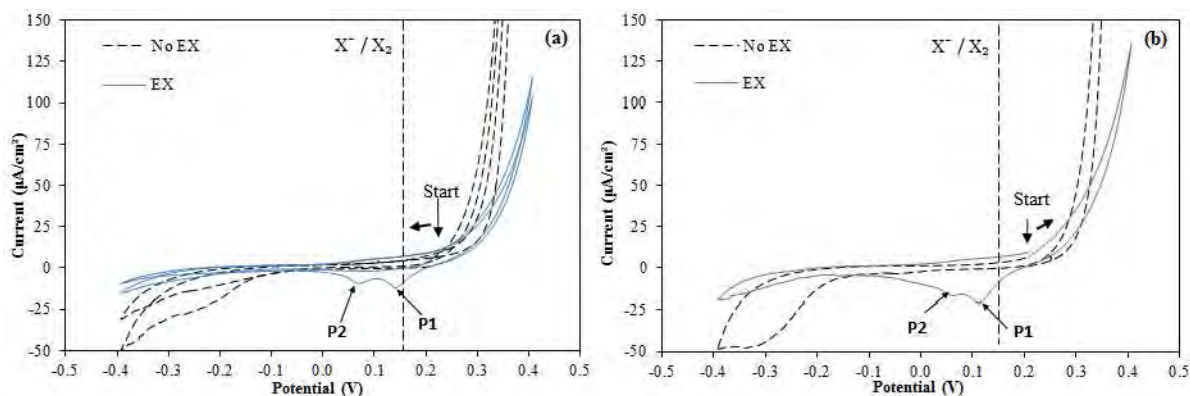 150
125
100
75
50
25
0
-25
-50
Current (µA/cm²)
-0.5 -0.4 -0.3 -0.2 -0.1 0.0 0.1 0.2 0.3 0.4 0.5
Potential (V)
No EX
EX
X⁻ / X₂
(a)
Start
P2
P1
150
125
100
75
50
25
0
-25
-50
Current (µA/cm²)
-0.5 -0.4 -0.3 -0.2 -0.1 0.0 0.1 0.2 0.3 0.4 0.5
Potential (V)
No EX
EX
X⁻ / X₂
(b)
Start
P2
P1